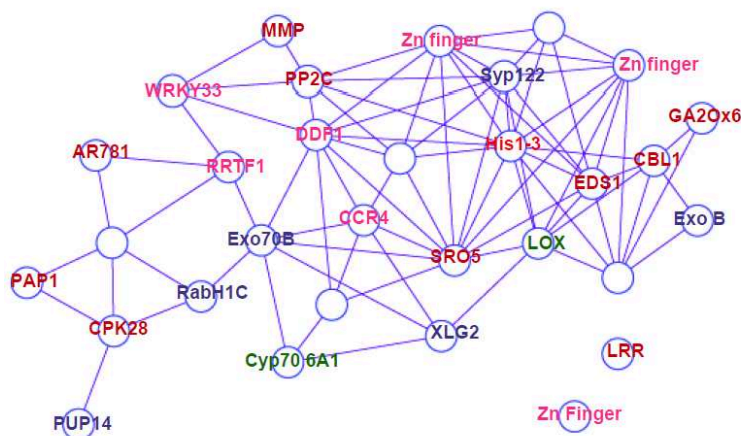 MMP
Zn finger
Zn finger
PP2C
Syp122
WRKY33
GA2Ox6
DDF1
His1-3
AR781
RRTF1
CBL1
EDS1
CCR4
Exo B
Exo70B
LOX
SRO5
PAP1
RabH1C
CPK28
XLG2
LRR
Cyp70 6A1
Zn Finger
PUP14